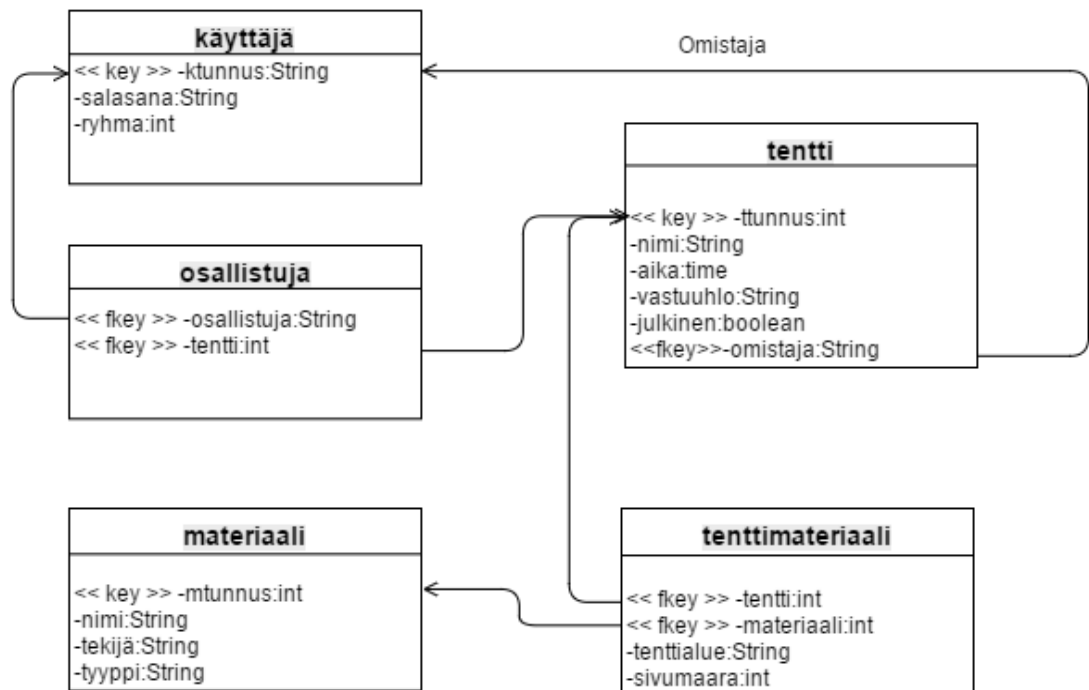 käyttäjä
<< key >> -ktunnus:String
-salasana:String
-ryhma:int
Omistaja
tentti
<< key >> -ttunnus:int
-nimi:String
-aika:time
-vastuuhlo:String
-julkinen:boolean
<<fkey>>-omistaja:String
osallistuja
<< fkey >> -osallistuja:String
<< fkey >> -tentti:int
materiaali
<< key >> -mtunnus:int
-nimi:String
-tekijä:String
-tyyppi:String
tenttimateriaali
<< fkey >> -tentti:int
<< fkey >> -materiaali:int
-tenttialue:String
-sivumaara:int